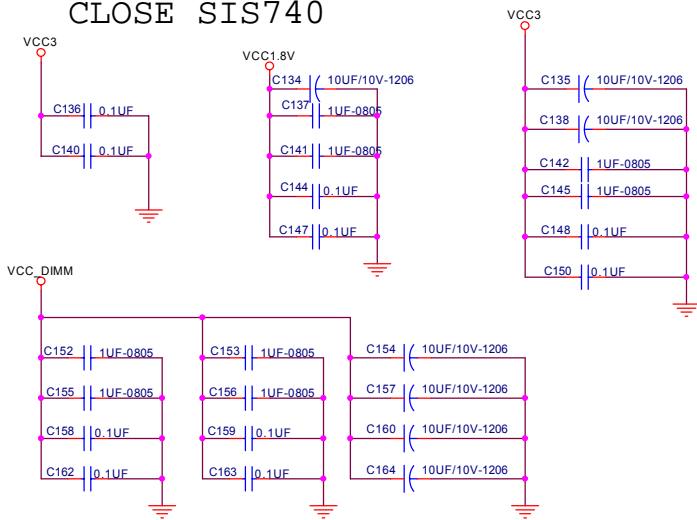 CLOSE SIS740
VCC3
C136 0.1UF
C140 0.1UF
VCC1.8V
C134 10UF/10V-1206
C137 1UF-0805
C141 1UF-0805
C144 0.1UF
C147 0.1UF
VCC3
C135 10UF/10V-1206
C138 10UF/10V-1206
C142 1UF-0805
C145 1UF-0805
C148 0.1UF
C150 0.1UF
VCC_DIMM
C152 1UF-0805
C155 1UF-0805
C158 0.1UF
C162 0.1UF
C153 1UF-0805
C156 1UF-0805
C159 0.1UF
C163 0.1UF
C154 10UF/10V-1206
C157 10UF/10V-1206
C160 10UF/10V-1206
C164 10UF/10V-1206